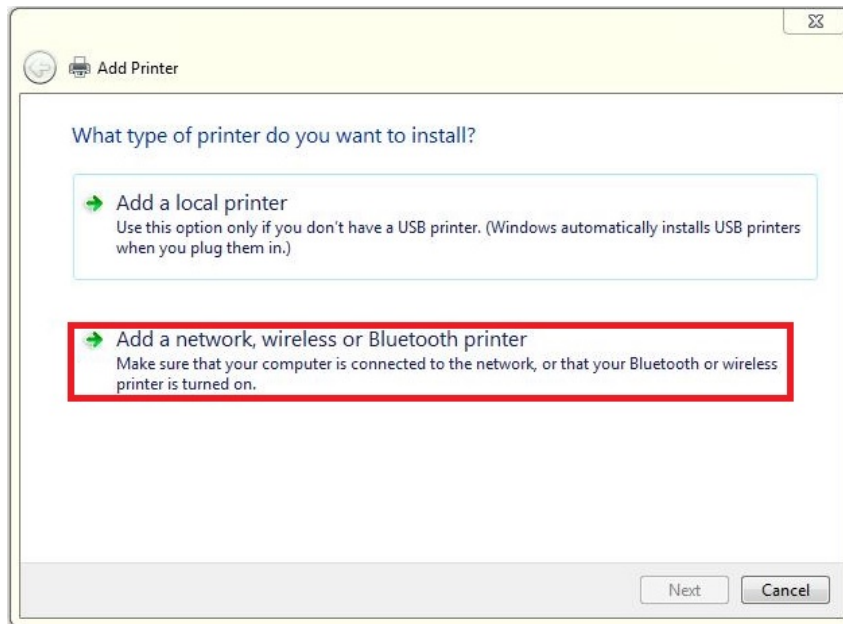 Add Printer
What type of printer do you want to install?
Add a local printer
Use this option only if you don't have a USB printer. (Windows automatically installs USB printers
when you plug them in.)
Add a network, wireless or Bluetooth printer
Make sure that your computer is connected to the network, or that your Bluetooth or wireless
printer is turned on.
Next
Cancel